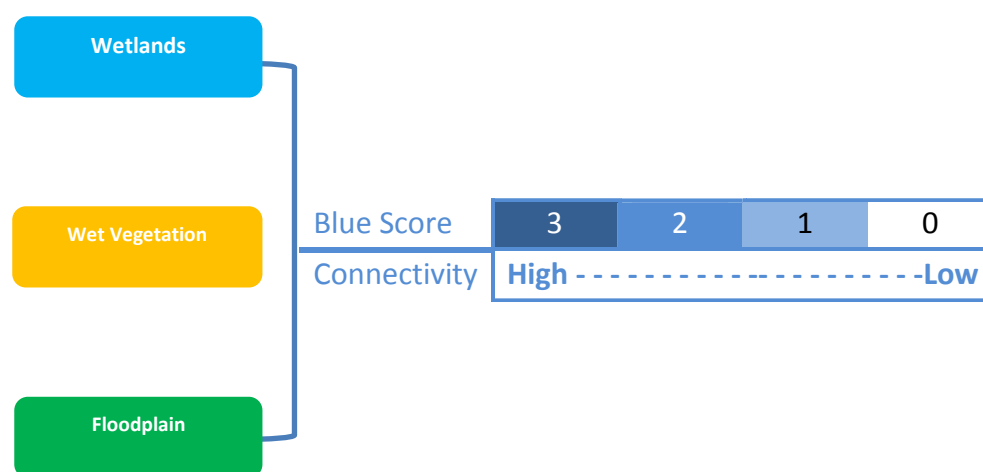 Wetlands
Wet Vegetation
Floodplain
Blue Score 3 2 1 0
Connectivity High - - - - - - - - - - -- - - - - - - - - -Low